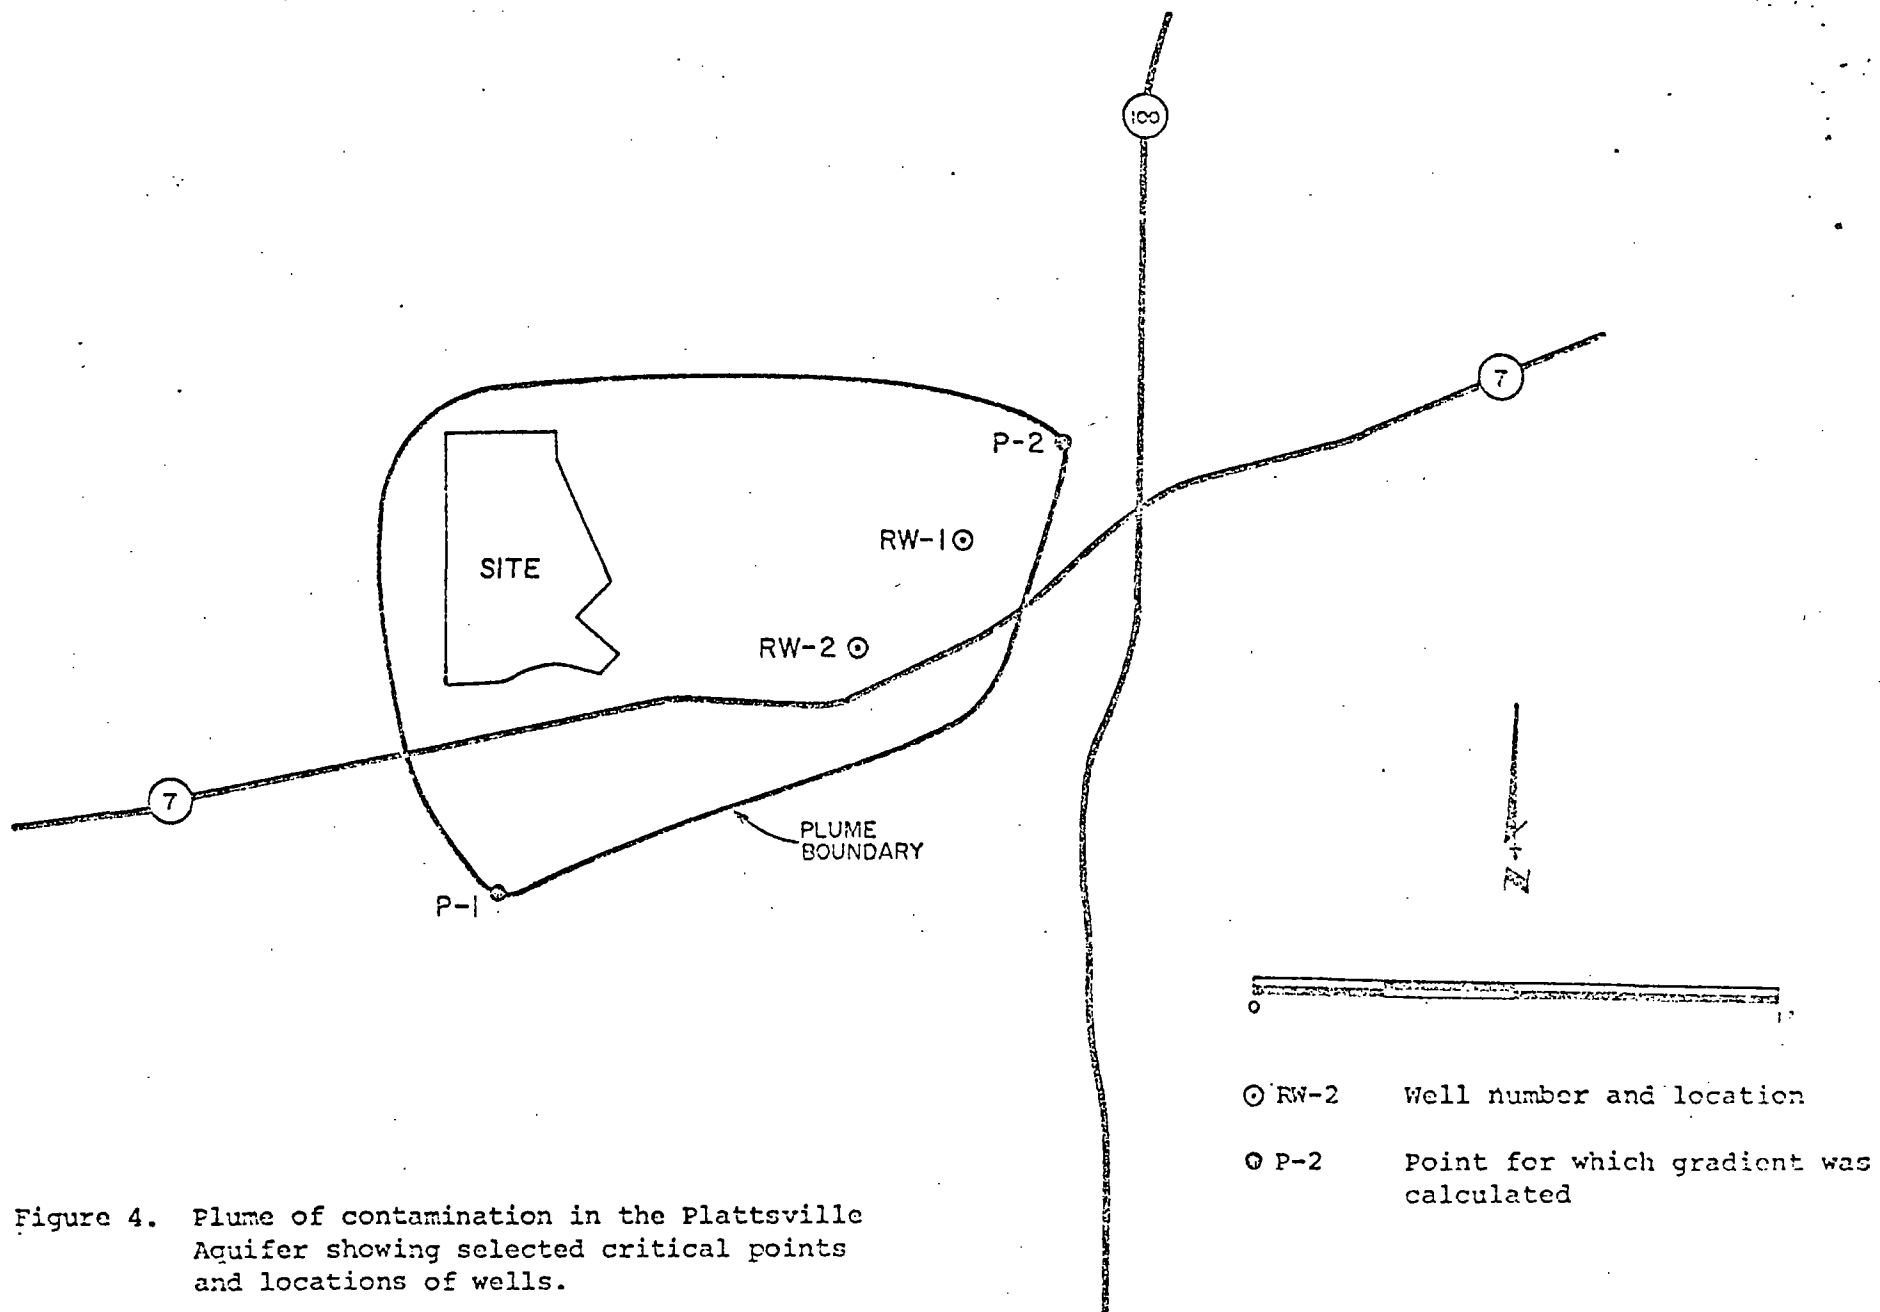 100
7
P-2
RW-1
SITE
RW-2
7
PLUME
BOUNDARY
P-1
N
0
RW-2 Well number and location
P-2 Point for which gradient was
calculated
Figure 4. Plume of contamination in the Plattsville
Aquifer showing selected critical points
and locations of wells.